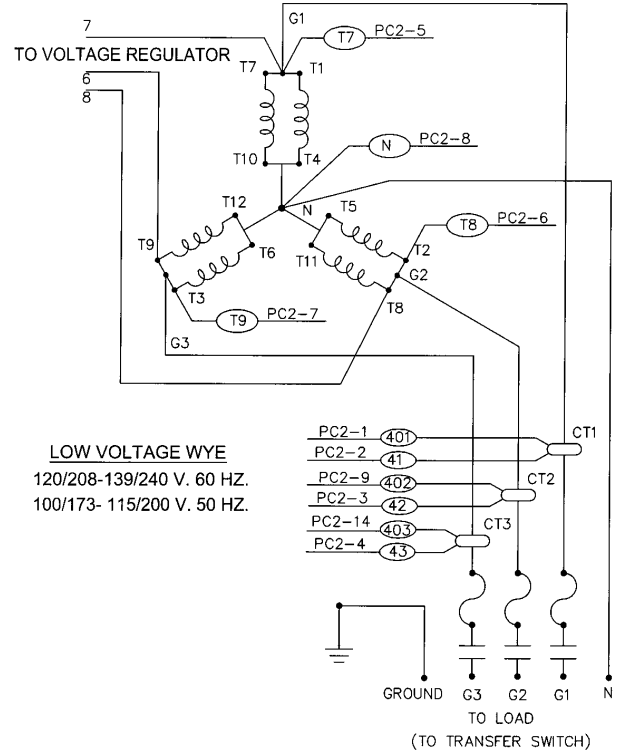 G1
7
T7 PC2-5
TO VOLTAGE REGULATOR
T7 T1
6
8
T10 T4
N PC2-8
N
T12 T5
T8 PC2-6
T9 T6 T11 T2
G2
T3 T8
T9 PC2-7
G3
PC2-1 401 CT1
PC2-2 41
LOW VOLTAGE WYE
PC2-9 402 CT2
120/208-139/240 V. 60 HZ.
PC2-3 42
100/173- 115/200 V. 50 HZ.
PC2-14 403 CT3
PC2-4 43
GROUND G3 G2 G1 N
TO LOAD
(TO TRANSFER SWITCH)